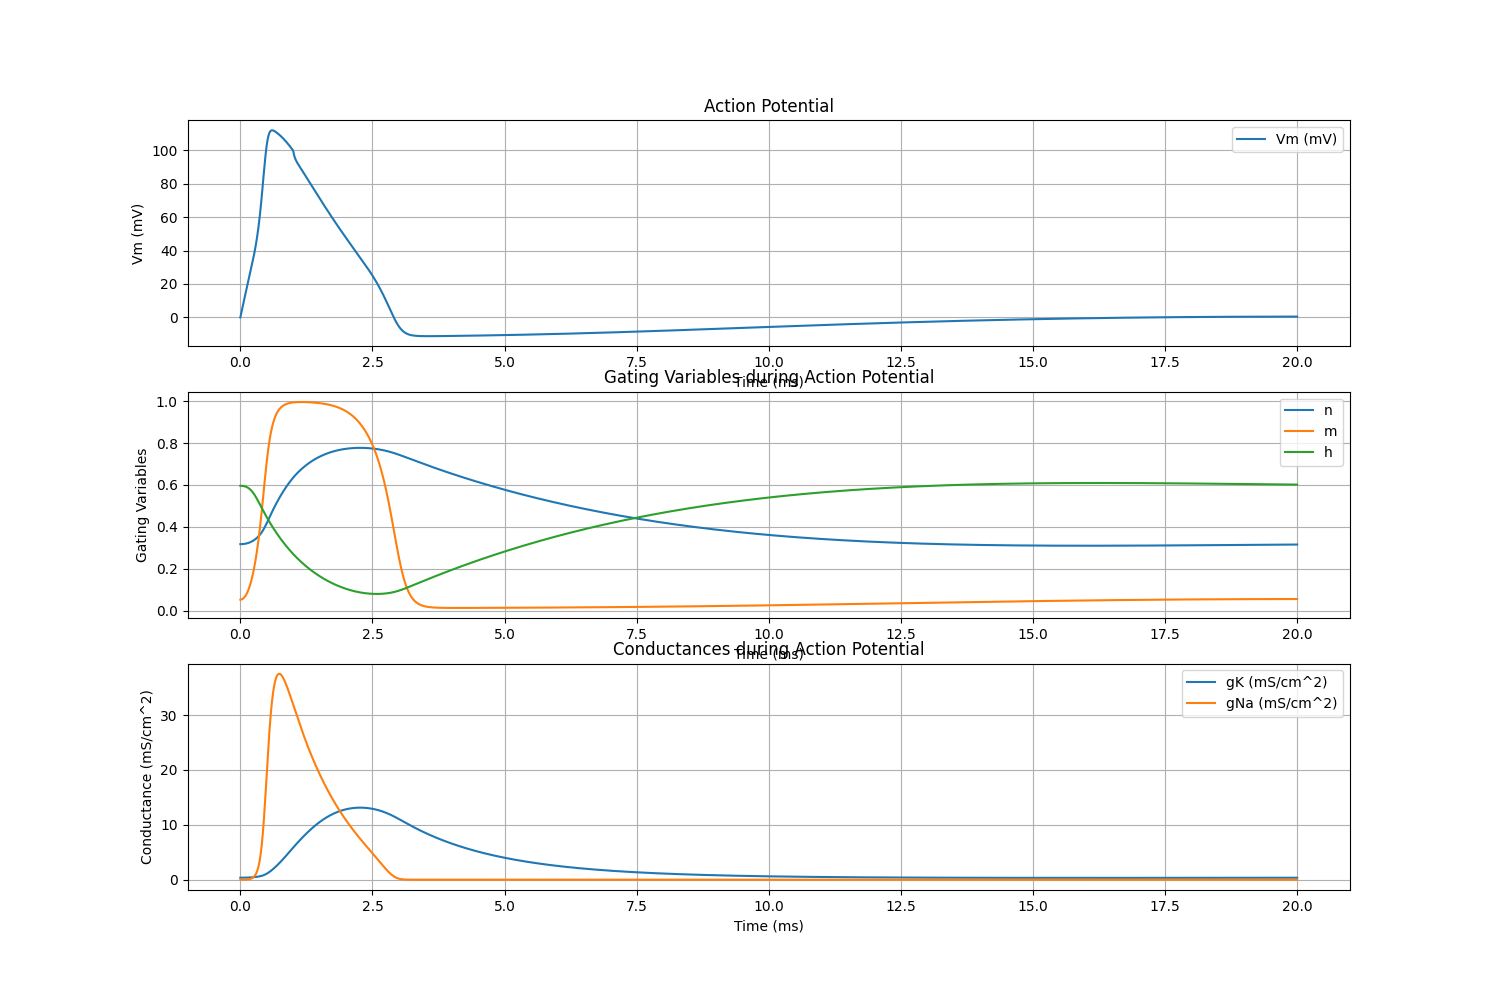 Action Potential
Vm (mV)
100
80
60
40
20
0
Vm (mV)
0.0 2.5 5.0 7.5 10.0 12.5 15.0 17.5 20.0
Time (ms)
Gating Variables during Action Potential
n
m
h
1.0
0.8
0.6
0.4
0.2
0.0
Gating Variables
0.0 2.5 5.0 7.5 10.0 12.5 15.0 17.5 20.0
Time (ms)
Conductances during Action Potential
gK (mS/cm^2)
gNa (mS/cm^2)
30
20
10
0
Conductance (mS/cm^2)
0.0 2.5 5.0 7.5 10.0 12.5 15.0 17.5 20.0
Time (ms)